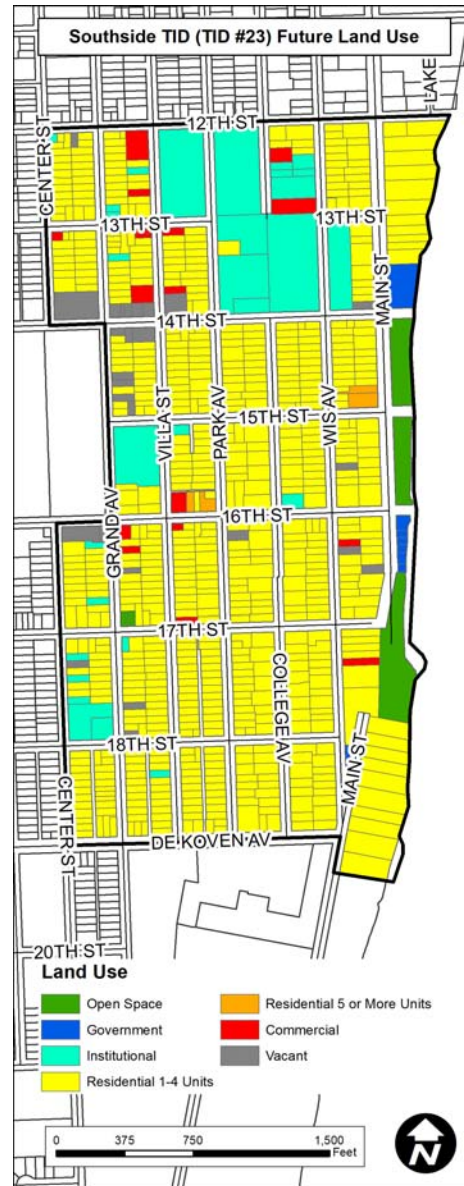 Southside TID (TID #23) Future Land Use
LAKE
12TH ST
CENTER ST
13TH ST
13TH ST
MAIN ST
14TH ST
VILLA ST
PARK AV
WIS AV
15TH ST
GRAND AV
16TH ST
17TH ST
COLLEGE AV
18TH ST
MAIN ST
CENTER ST
DE KOVEN AV
20TH ST
Land Use
Open Space
Government
Institutional
Residential 1-4 Units
Residential 5 or More Units
Commercial
Vacant
0 375 750 1,500
Feet
N